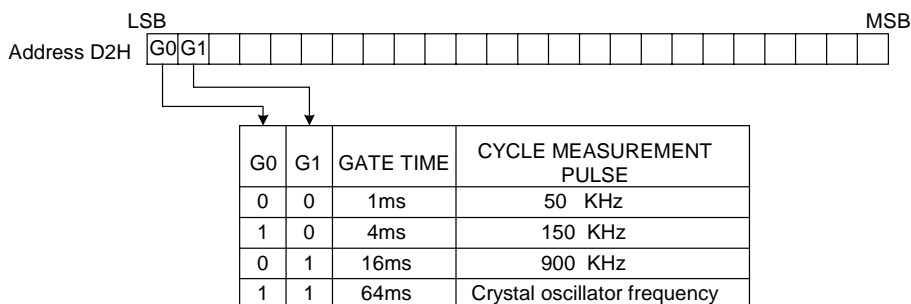 LSB MSB
Address D2H G0 G1
G0 G1 GATE TIME CYCLE MEASUREMENT PULSE
0 0 1ms 50 KHz
1 0 4ms 150 KHz
0 1 16ms 900 KHz
1 1 64ms Crystal oscillator frequency